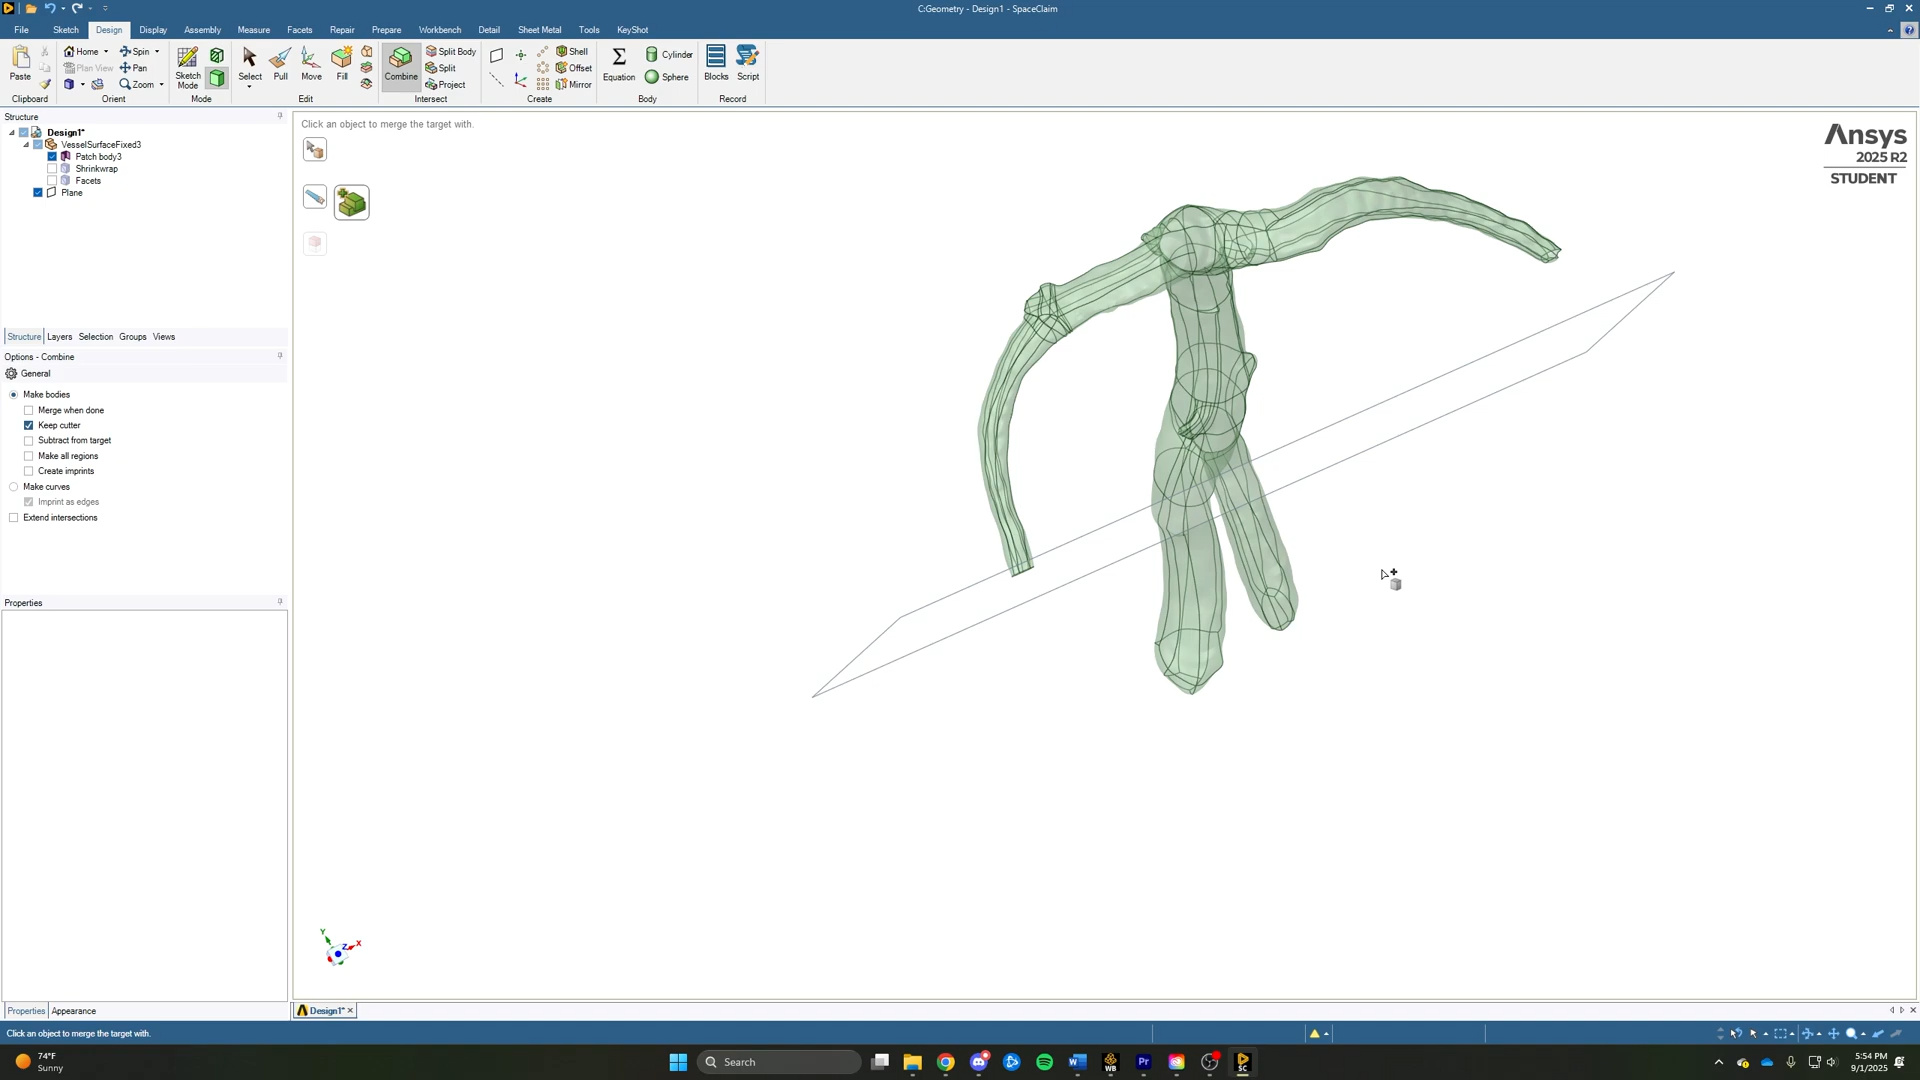 C:Geometry - Design1 - SpaceClaim
File Sketch Design Display Assembly Measure Facets Repair Prepare Workbench Detail Sheet Metal Tools KeyShot
Paste
Clipboard
Home Spin
Plan View Pan
Zoom
Orient
Sketch Mode
Mode
Select Pull Move Fill
Edit
Combine
Split Body
Split
Project
Intersect
Shell
Offset
Mirror
Create
Equation
Cylinder
Sphere
Body
Blocks Script
Record
Structure
Design1*
VesselSurfaceFixed3
Patch body3
Shrinkwrap
Facets
Plane
Structure Layers Selection Groups Views
Options - Combine
General
Make bodies
Merge when done
Keep cutter
Subtract from target
Make all regions
Create imprints
Make curves
Imprint as edges
Extend intersections
Properties
Properties Appearance
Click an object to merge the target with.
Ansys
2025 R2
STUDENT
Y
Z
X
Design1*
Click an object to merge the target with.
74°F
Sunny
Search
WB
Pr
SC
5:54 PM
9/1/2025